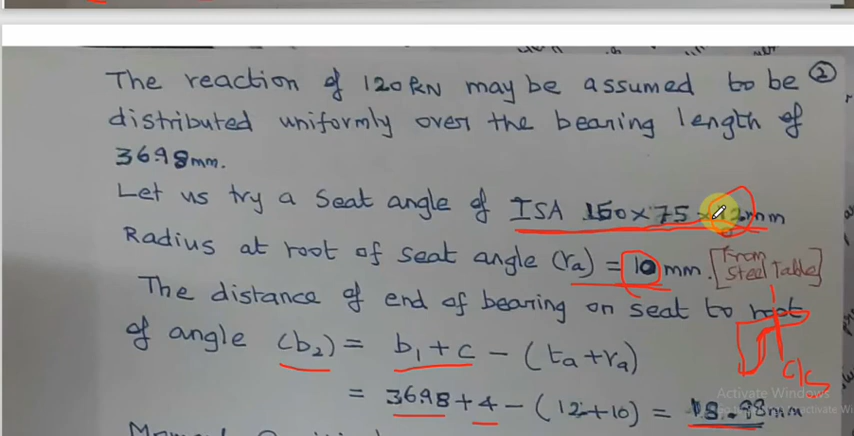 The reaction of 120KN may be assumed to be ②
distributed uniformly over the bearing length of
36.98mm.
Let us try a seat angle of ISA 150×75×12mm
Radius at root of seat angle (ra) = 10 mm. [From Steel Table]
The distance of end of bearing on seat to root
of angle (b2) = b1 + c - (ta+ra)
= 36.98 + 4 - (12+10) = 18.98mm
c/s
Activate Windows